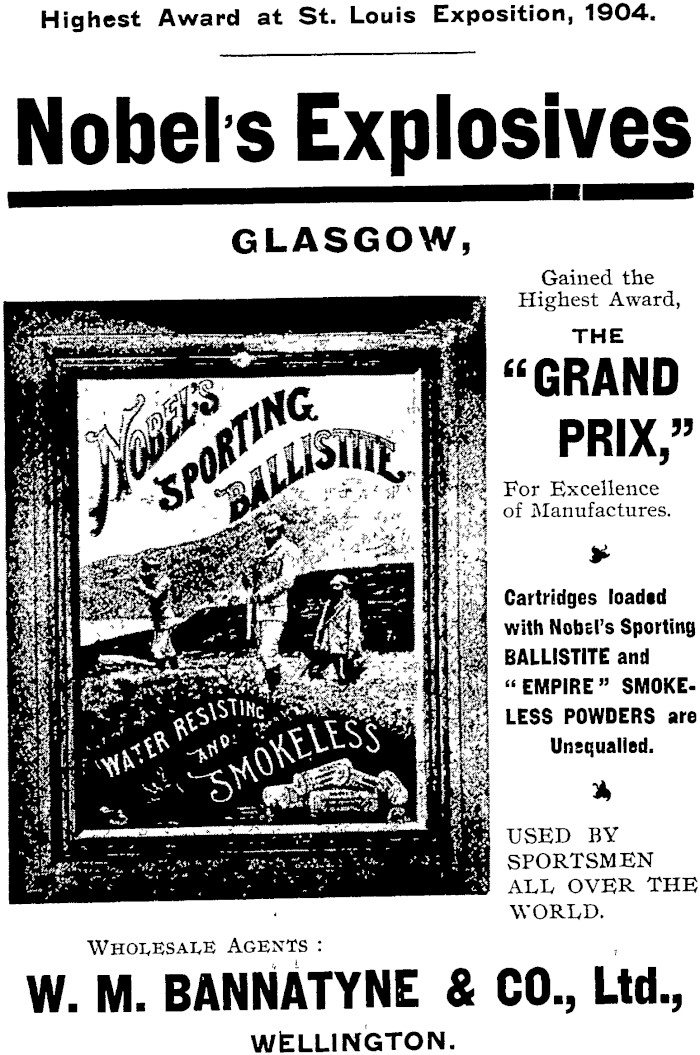 Highest Award at St. Louis Exposition, 1904.
Nobel's Explosives
GLASGOW,
NOBEL'S
SPORTING
BALLISTITE
WATER RESISTING
AND
SMOKELESS
Gained the
Highest Award,
THE
"GRAND
PRIX,"
For Excellence
of Manufactures.
Cartridges loaded
with Nobel's Sporting
BALLISTITE and
"EMPIRE" SMOKE-
LESS POWDERS are
Unequalled.
USED BY
SPORTSMEN
ALL OVER THE
WORLD.
WHOLESALE AGENTS :
W. M. BANNATYNE & CO., Ltd.,
WELLINGTON.